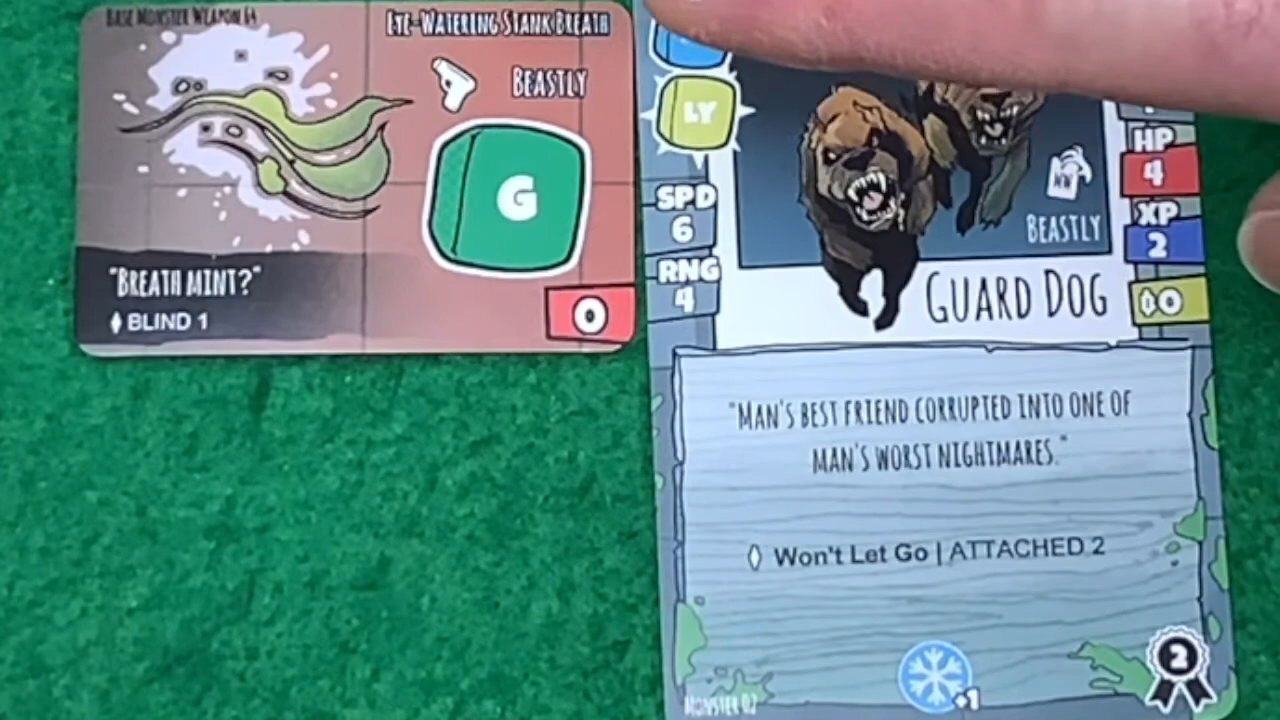 BASE MONSTER WEAPON 64
EYE-WATERING STANK BREATH
BEASTLY
G
"BREATH MINT?"
BLIND 1
0
LY
SPD
6
RNG
4
HP
4
XP
2
0
BEASTLY
GUARD DOG
"MAN'S BEST FRIEND CORRUPTED INTO ONE OF
MAN'S WORST NIGHTMARES."
Won't Let Go | ATTACHED 2
MONSTER 02
+1
2